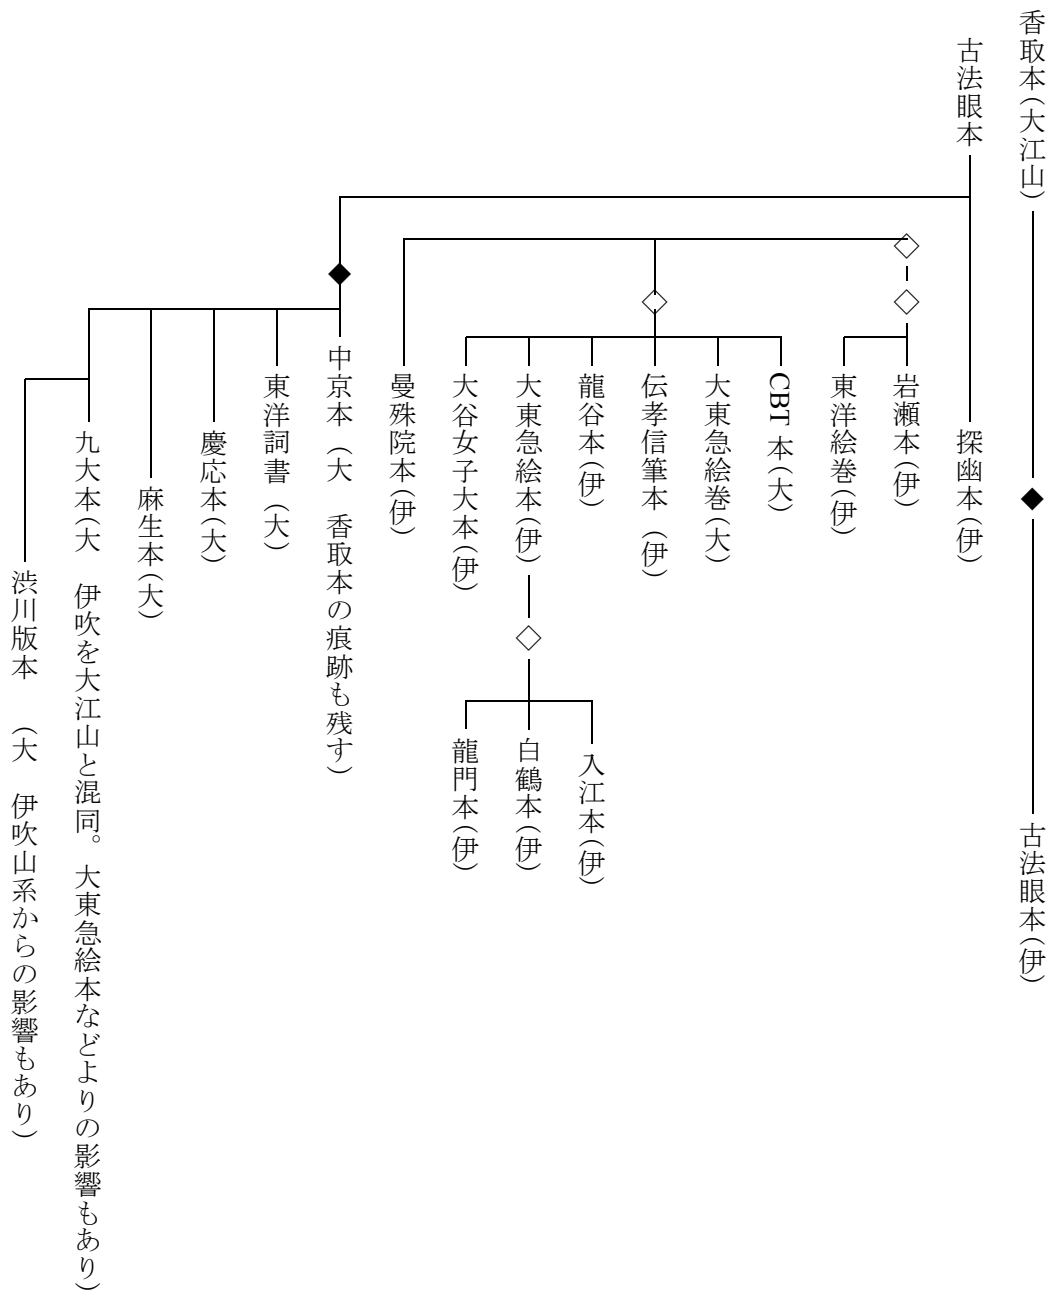 香取本(大江山)
◆
古法眼本(伊)
古法眼本
探幽本(伊)
◇
◇
岩瀬本(伊)
東洋絵巻(伊)
CBT 本(大)
大東急絵巻(大)
◇
伝孝信筆本 (伊)
龍谷本(伊)
入江本(伊)
大東急絵本(伊)
◇
白鶴本(伊)
大谷女子大本(伊)
龍門本(伊)
曼殊院本(伊)
◆
中京本 (大 香取本の痕跡も残す)
東洋詞書 (大)
慶応本(大)
麻生本(大)
九大本(大 伊吹を大江山と混同。大東急絵本などよりの影響もあり)
渋川版本 (大 伊吹山系からの影響もあり)